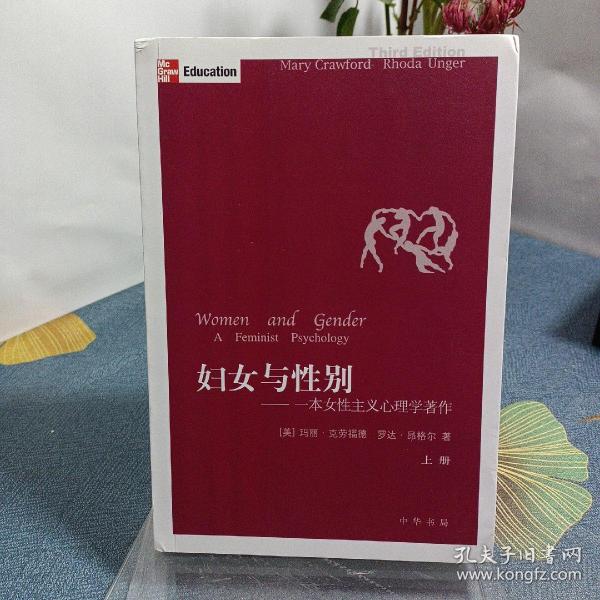 Third Edition
Mc
Graw
Hill
Education
Mary Crawford Rhoda Unger
Women and Gender
A Feminist Psychology
妇女与性别
——一本女性主义心理学著作
[美] 玛丽·克劳福德 罗达·昂格尔 著
上册
中华书局
孔夫子旧书网
www.kongfz.com